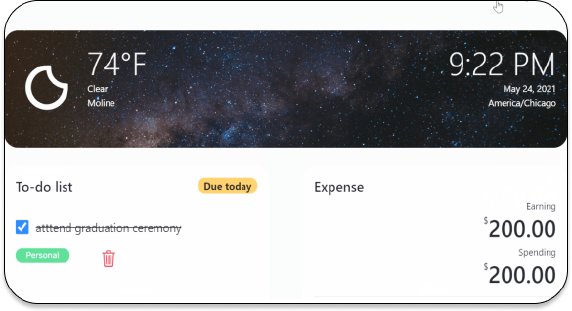 74°F
Clear
Moline
9:22 PM
May 24, 2021
America/Chicago
To-do list
Due today
atttend graduation ceremony
Personal
Expense
Earning
$200.00
Spending
$200.00